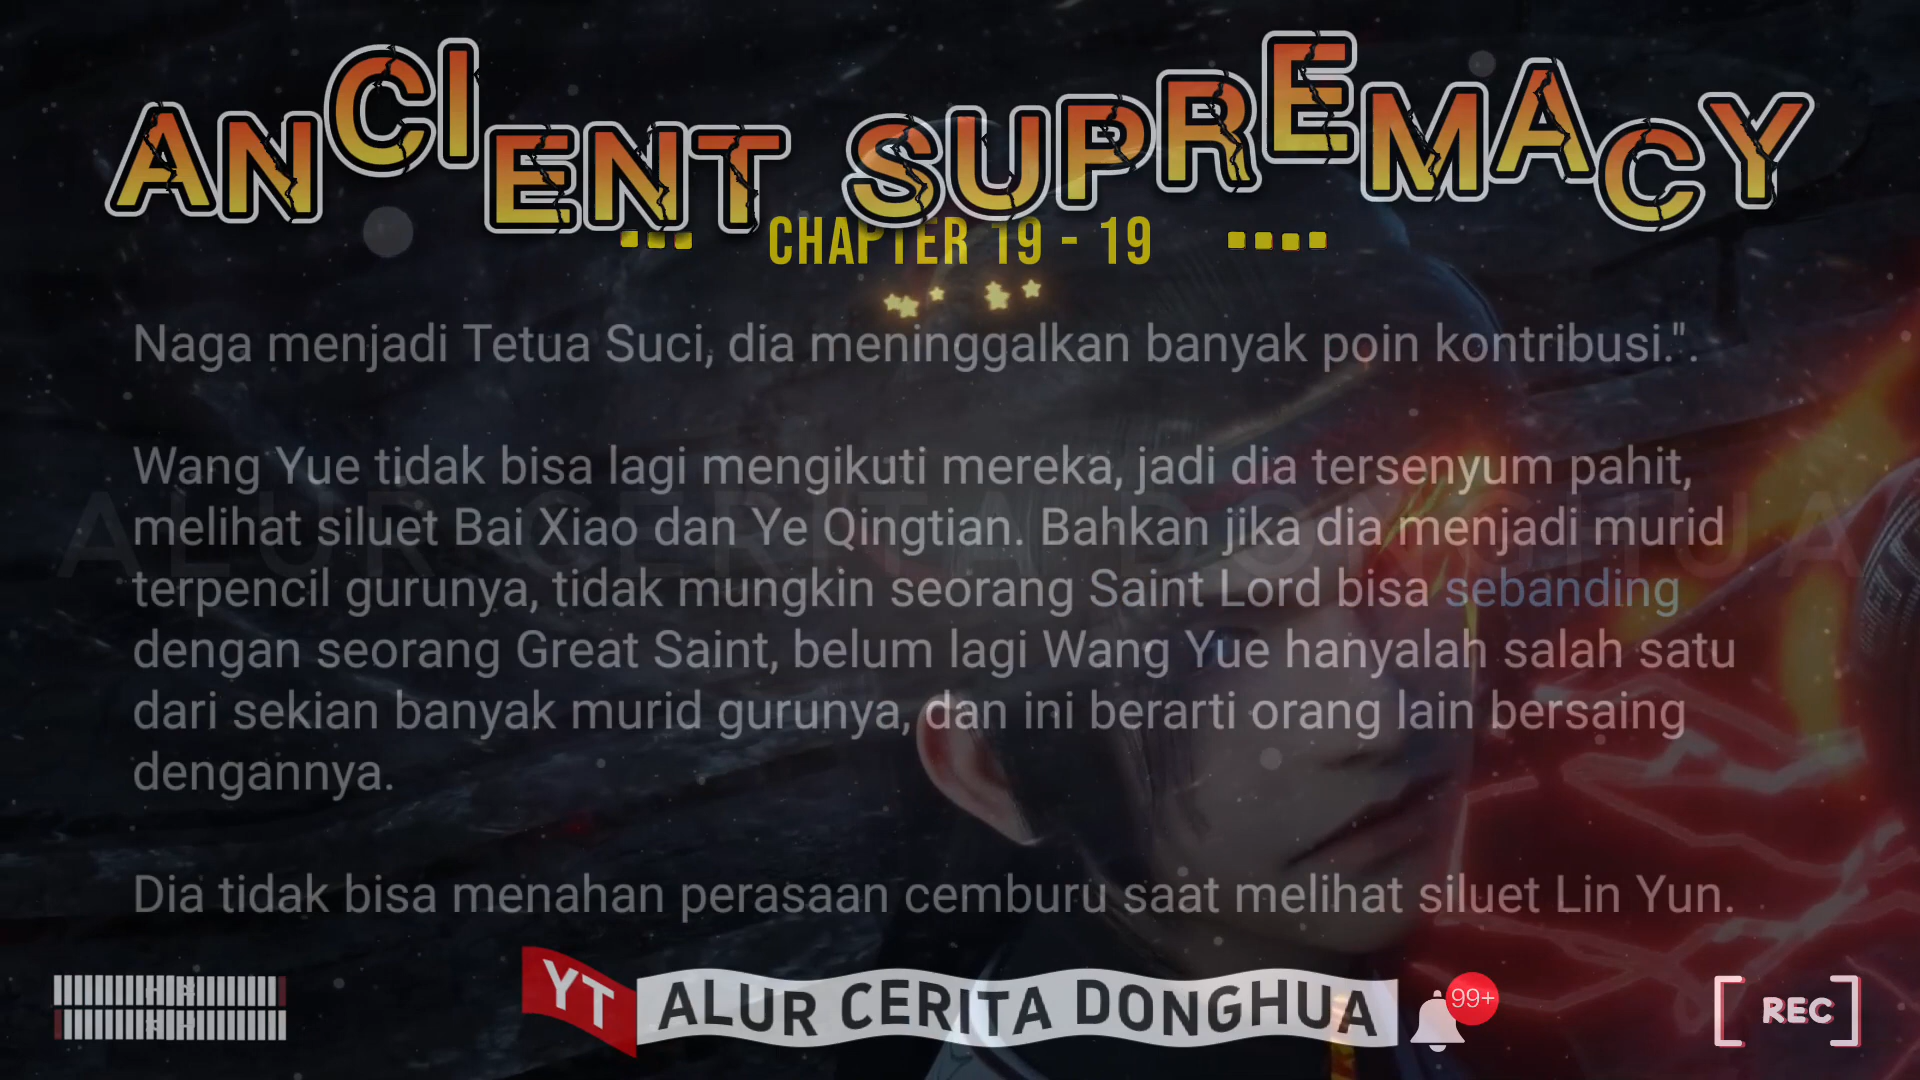 ANCIENT SUPREMACY
CHAPTER 19 - 19
Naga menjadi Tetua Suci, dia meninggalkan banyak poin kontribusi.".
Wang Yue tidak bisa lagi mengikuti mereka, jadi dia tersenyum pahit,
melihat siluet Bai Xiao dan Ye Qingtian. Bahkan jika dia menjadi murid
terpencil gurunya, tidak mungkin seorang Saint Lord bisa sebanding
dengan seorang Great Saint, belum lagi Wang Yue hanyalah salah satu
dari sekian banyak murid gurunya, dan ini berarti orang lain bersaing
dengannya.
Dia tidak bisa menahan perasaan cemburu saat melihat siluet Lin Yun.
ALUR CERITA DONGHUA
YT ALUR CERITA DONGHUA 99+
REC